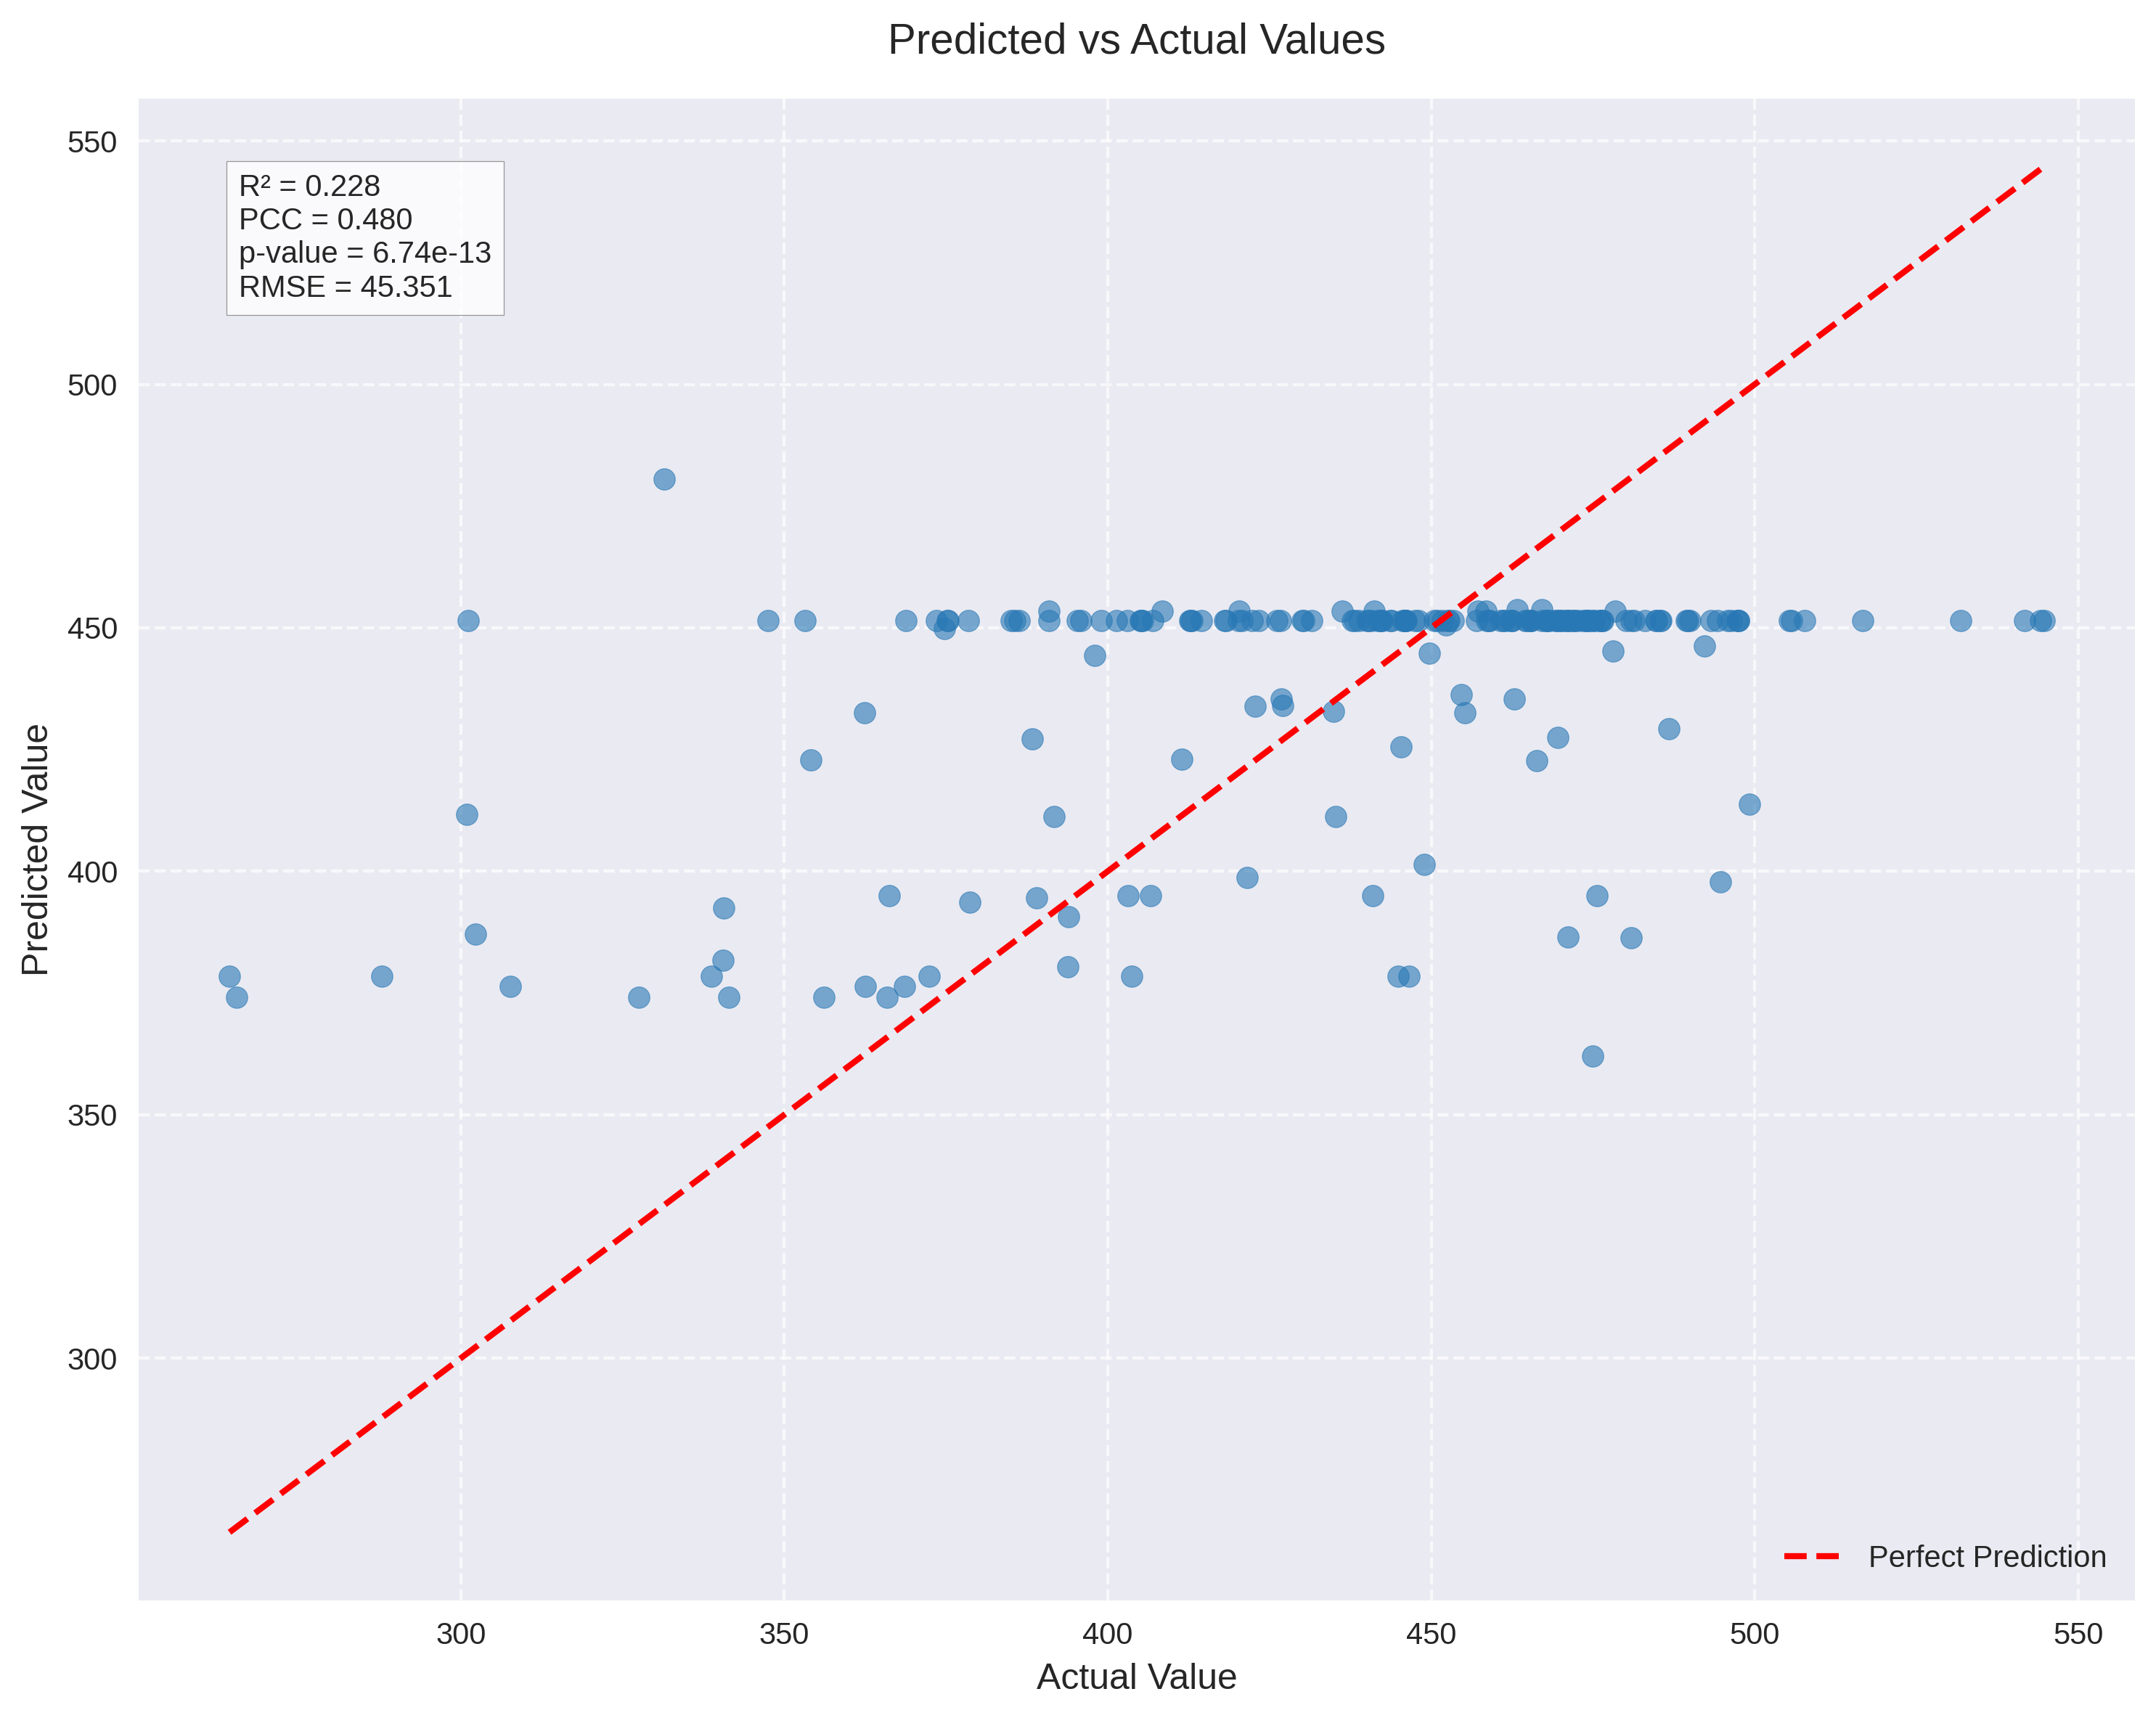 Predicted vs Actual Values
550
500
450
400
350
300
R² = 0.228
PCC = 0.480
p-value = 6.74e-13
RMSE = 45.351
Predicted Value
Perfect Prediction
300 350 400 450 500 550
Actual Value